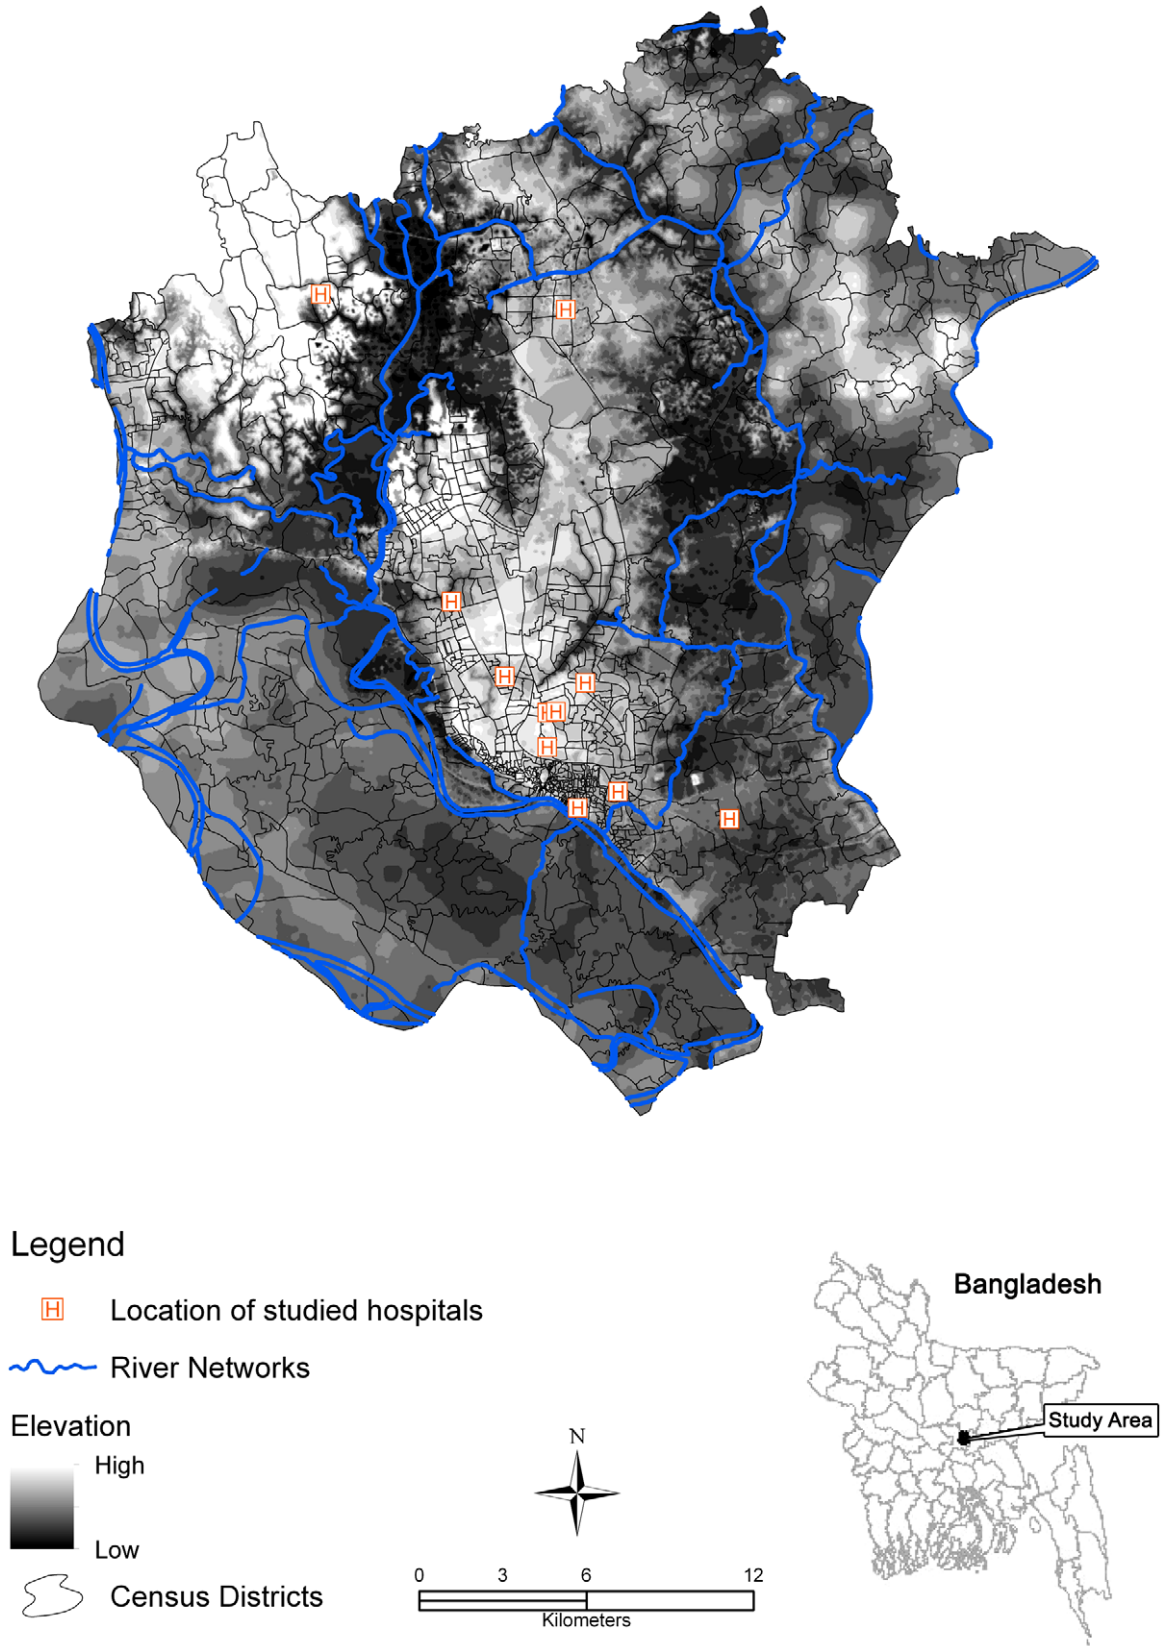 H
H
H
H
H
H
H
H
H
H
H
Legend
H Location of studied hospitals
River Networks
Elevation
High
Low
Census Districts
N
0 3 6 12
Kilometers
Bangladesh
Study Area